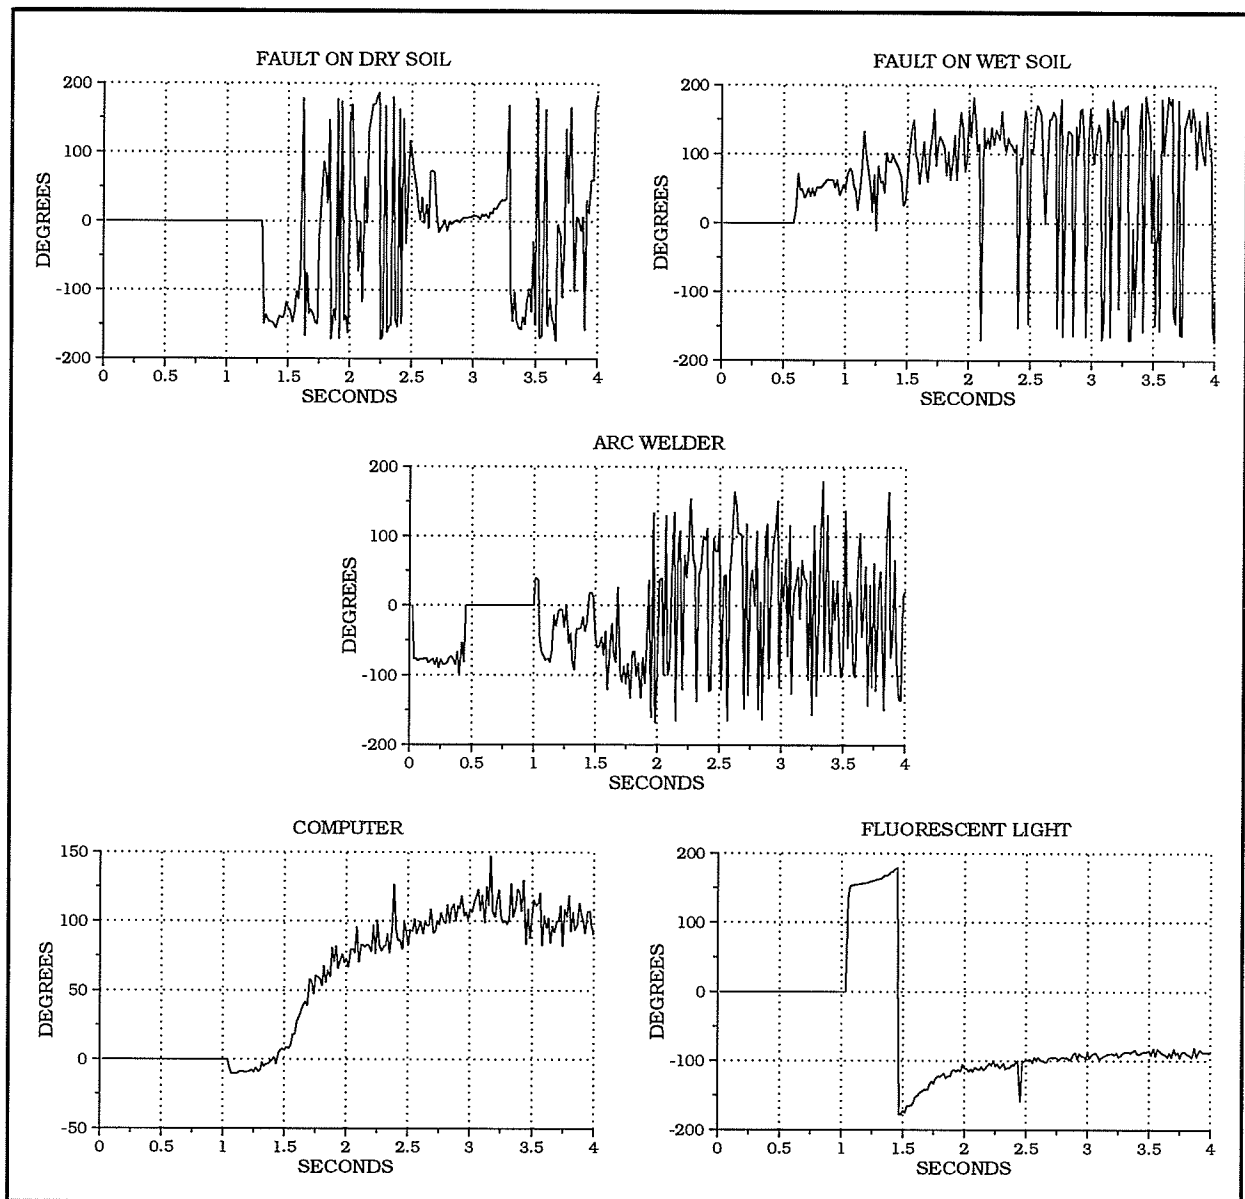 FAULT ON DRY SOIL
200
100
0
-100
-200
DEGREES
0 0.5 1 1.5 2 2.5 3 3.5 4
SECONDS
FAULT ON WET SOIL
200
100
0
-100
-200
DEGREES
0 0.5 1 1.5 2 2.5 3 3.5 4
SECONDS
ARC WELDER
200
100
0
-100
-200
DEGREES
0 0.5 1 1.5 2 2.5 3 3.5 4
SECONDS
COMPUTER
150
100
50
0
-50
DEGREES
0 0.5 1 1.5 2 2.5 3 3.5 4
SECONDS
FLUORESCENT LIGHT
200
100
0
-100
-200
DEGREES
0 0.5 1 1.5 2 2.5 3 3.5 4
SECONDS